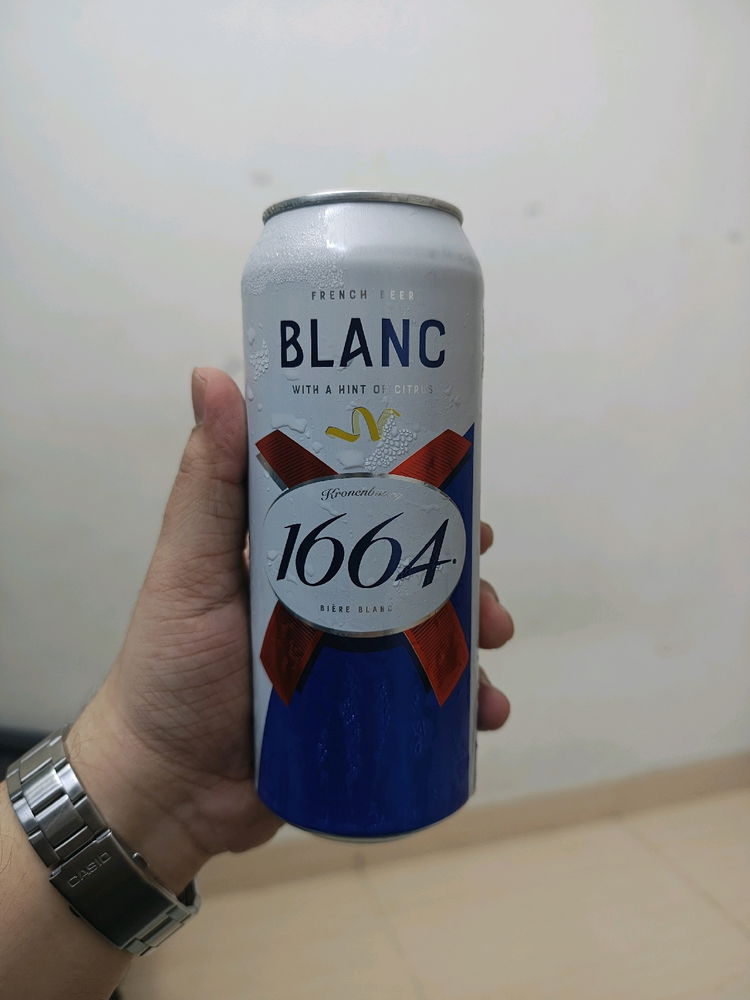 FRENCH BEER
BLANC
WITH A HINT OF CITRUS
Kronenbourg
1664.
BIÈRE BLANC
CASIO